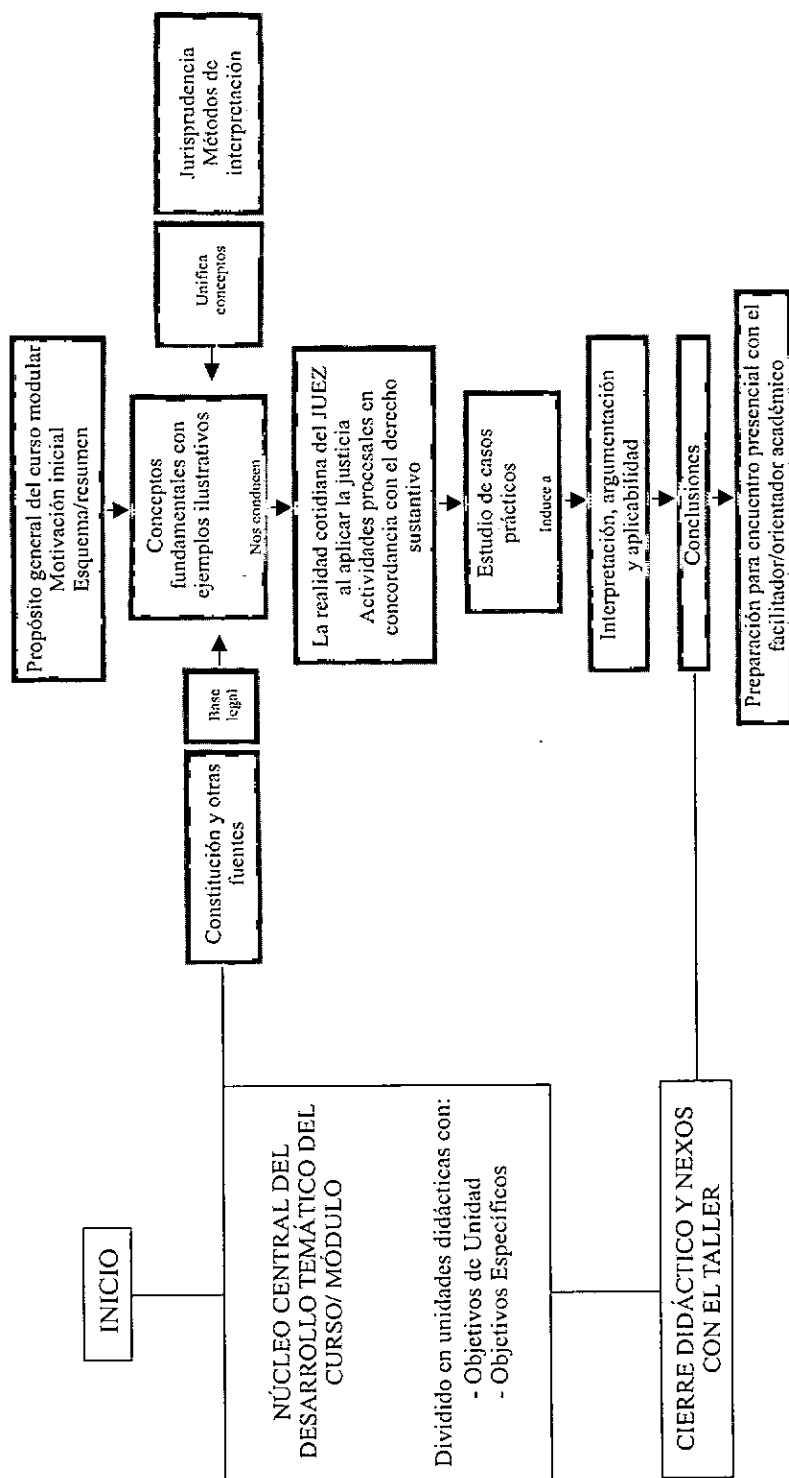 INICIO
NÚCLEO CENTRAL DEL
DESARROLLO TEMÁTICO DEL
CURSO/ MÓDULO
Dividido en unidades didácticas con:
- Objetivos de Unidad
- Objetivos Específicos
CIERRE DIDÁCTICO Y NEXOS
CON EL TALLER
Propósito general del curso modular
Motivación inicial
Esquema/resumen
Constitución y otras
fuentes
Base
legal
Conceptos
fundamentales con
ejemplos ilustrativos
Nos conducen
Unifica
conceptos
Jurisprudencia
Métodos de
interpretación
La realidad cotidiana del JUEZ
al aplicar la justicia
Actividades procesales en
concordancia con el derecho
sustantivo
Estudio de casos
prácticos
Induce a
Interpretación, argumentación
y aplicabilidad
Conclusiones
Preparación para encuentro presencial con el
facilitador/orientador académico